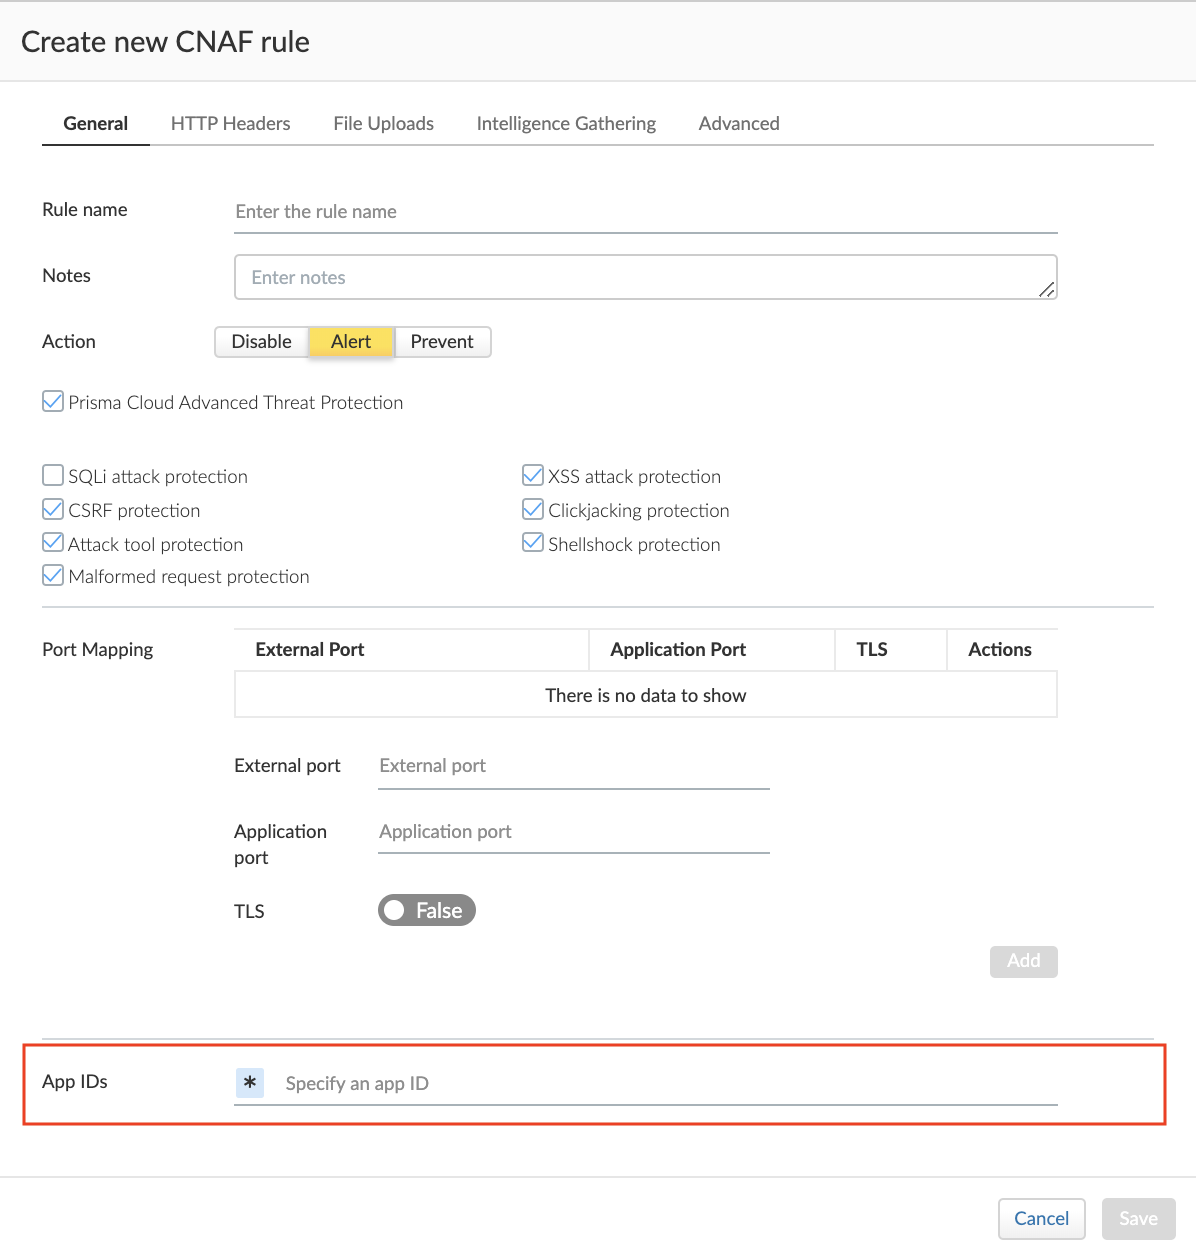 Create new CNAF rule
General HTTP Headers File Uploads Intelligence Gathering Advanced
Rule name Enter the rule name
Notes Enter notes
Action Disable Alert Prevent
Prisma Cloud Advanced Threat Protection
SQLi attack protection XSS attack protection
CSRF protection Clickjacking protection
Attack tool protection Shellshock protection
Malformed request protection
Port Mapping External Port Application Port TLS Actions
There is no data to show
External port External port
Application Application port
port
TLS False
Add
App IDs * Specify an app ID
Cancel Save